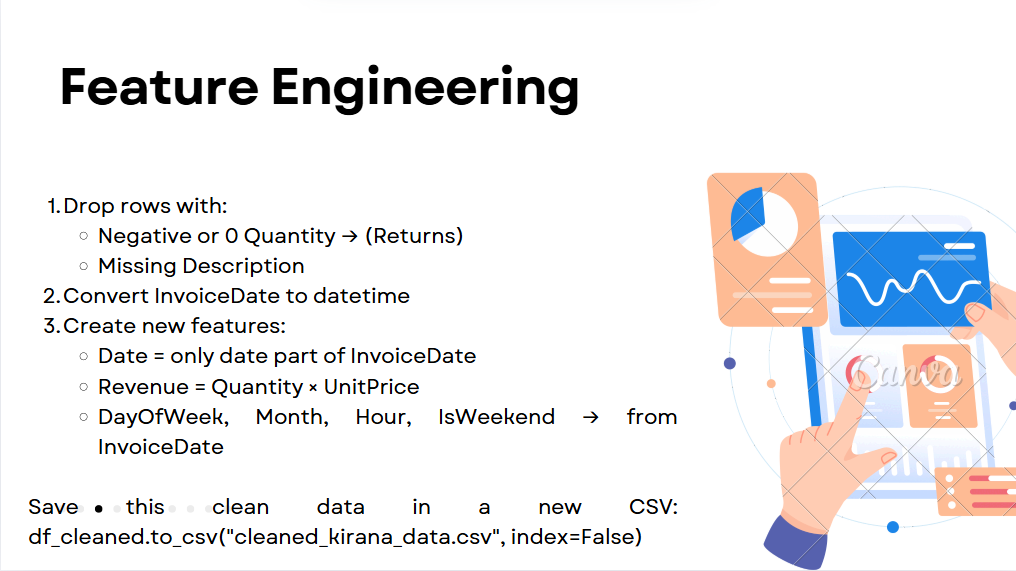 Feature Engineering
1. Drop rows with:
○ Negative or 0 Quantity → (Returns)
○ Missing Description
2. Convert InvoiceDate to datetime
3. Create new features:
○ Date = only date part of InvoiceDate
○ Revenue = Quantity × UnitPrice
○ DayOfWeek, Month, Hour, IsWeekend → from
InvoiceDate
Save this clean data in a new CSV:
df_cleaned.to_csv("cleaned_kirana_data.csv", index=False)
Canva